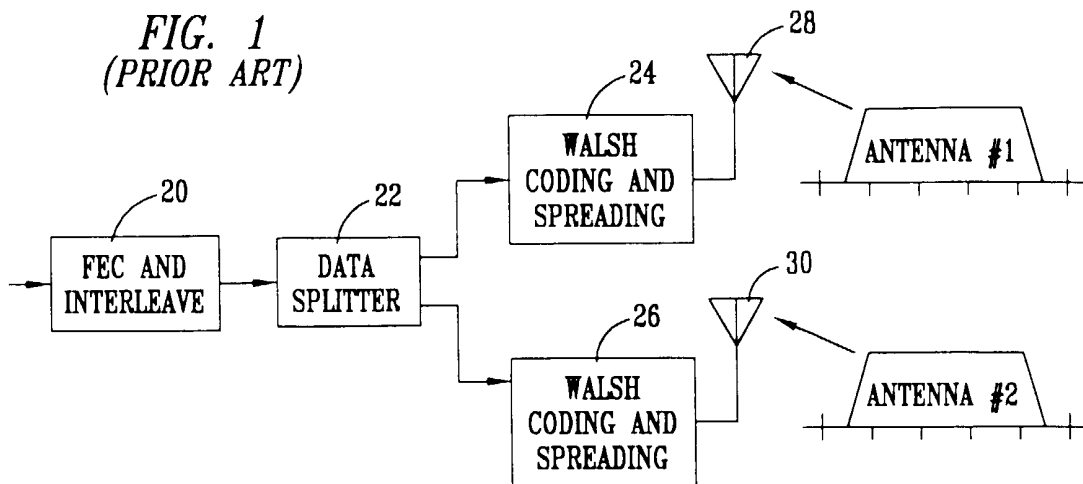 FIG. 1
(PRIOR ART)
28
24
WALSH
CODING AND
SPREADING
ANTENNA #1
20
22
FEC AND
INTERLEAVE
DATA
SPLITTER
30
26
WALSH
CODING AND
SPREADING
ANTENNA #2